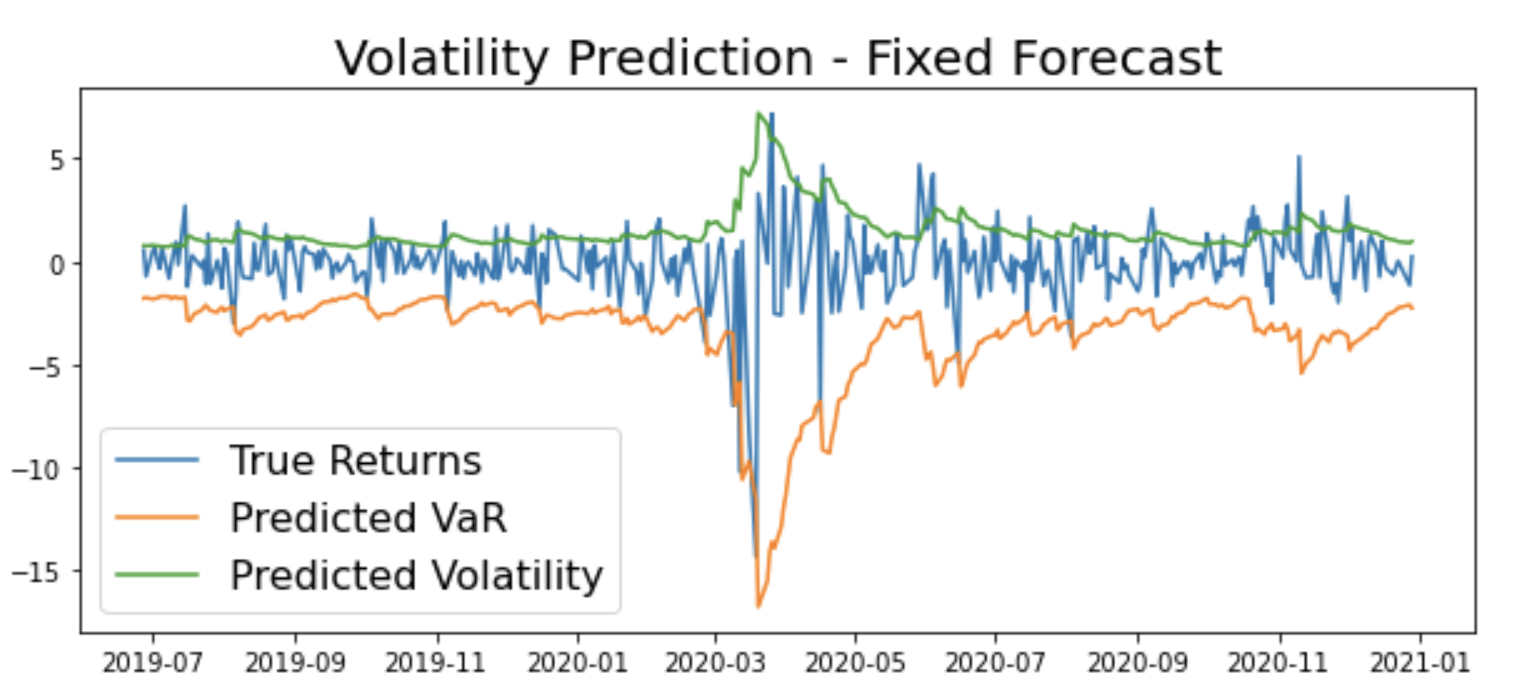 Volatility Prediction - Fixed Forecast
5
0
−5
−10
−15
True Returns
Predicted VaR
Predicted Volatility
2019-07 2019-09 2019-11 2020-01 2020-03 2020-05 2020-07 2020-09 2020-11 2021-01